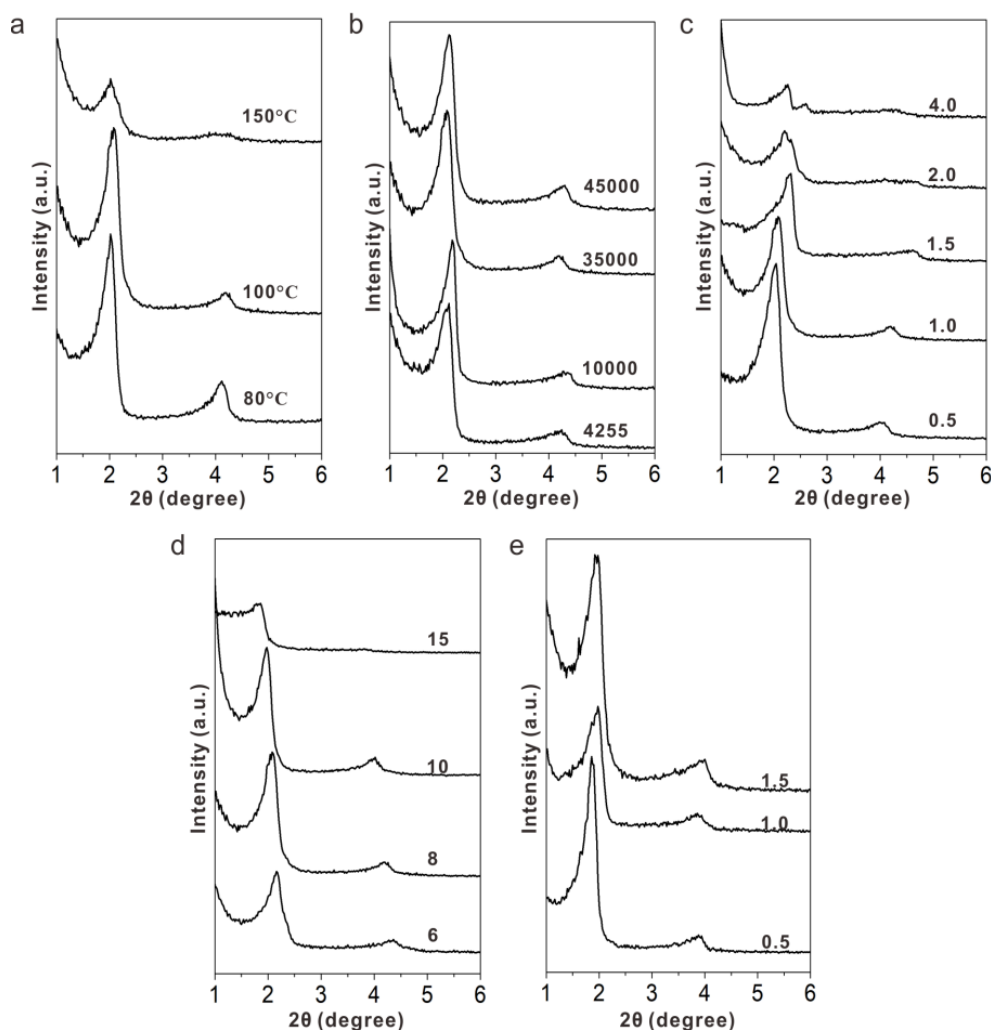 a
Intensity (a.u.)
150°C
100°C
80°C
1 2 3 4 5 6
2θ (degree)
b
Intensity (a.u.)
45000
35000
10000
4255
1 2 3 4 5 6
2θ (degree)
c
Intensity (a.u.)
4.0
2.0
1.5
1.0
0.5
1 2 3 4 5 6
2θ (degree)
d
Intensity (a.u.)
15
10
8
6
1 2 3 4 5 6
2θ (degree)
e
Intensity (a.u.)
1.5
1.0
0.5
1 2 3 4 5 6
2θ (degree)